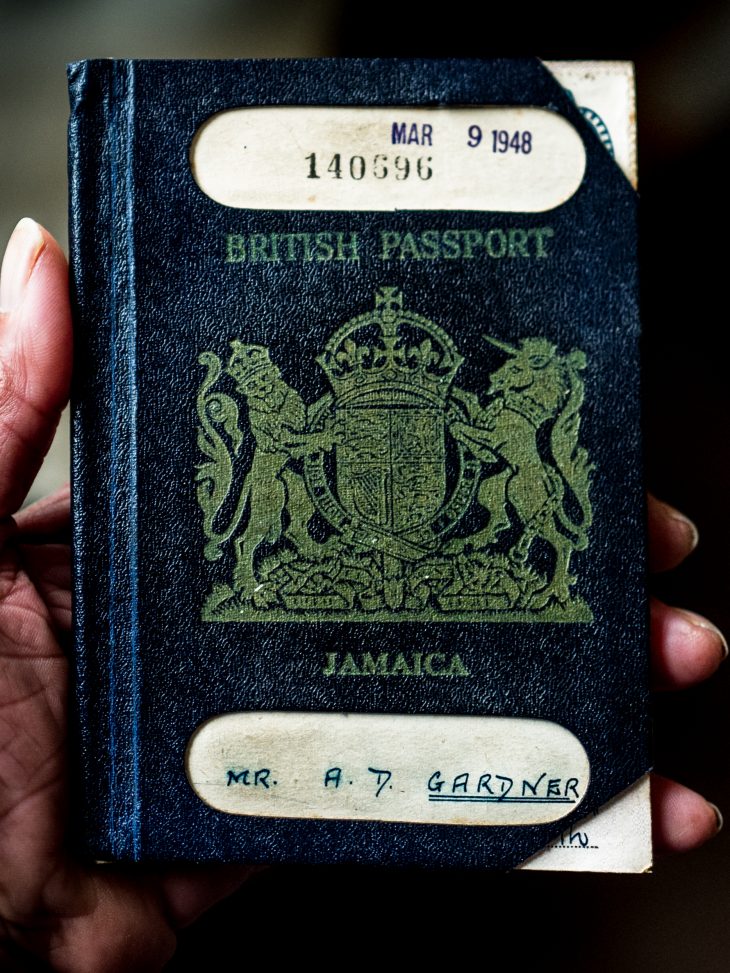 MAR 9 1948
140696
BRITISH PASSPORT
JAMAICA
MR. A. D. GARDNER